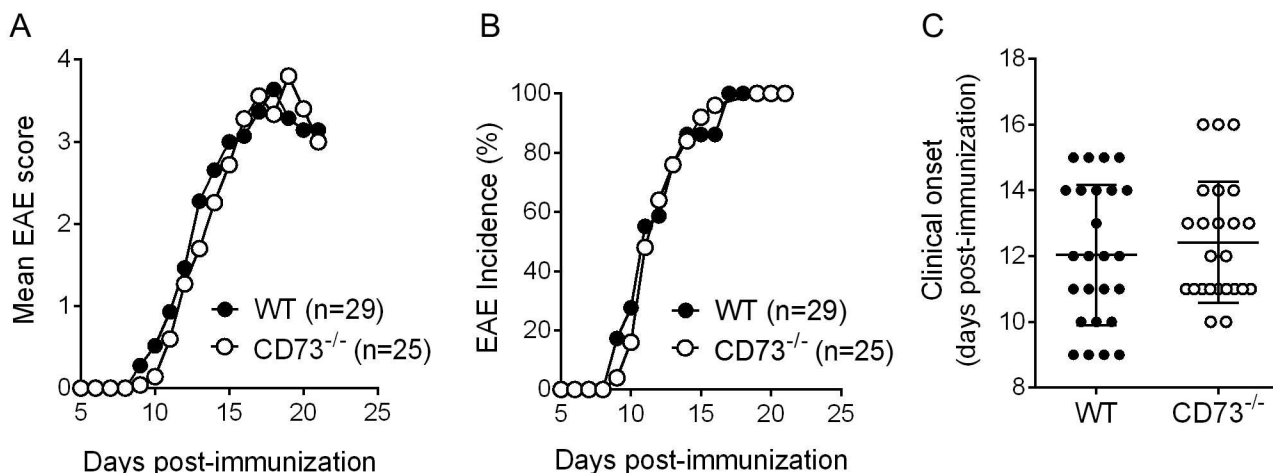 A
Mean EAE score
4
3
2
1
0
5 10 15 20 25
Days post-immunization
WT (n=29)
CD73-/- (n=25)
B
EAE Incidence (%)
100
80
60
40
20
0
5 10 15 20 25
Days post-immunization
WT (n=29)
CD73-/- (n=25)
C
Clinical onset
(days post-immunization)
18
16
14
12
10
8
WT CD73-/-